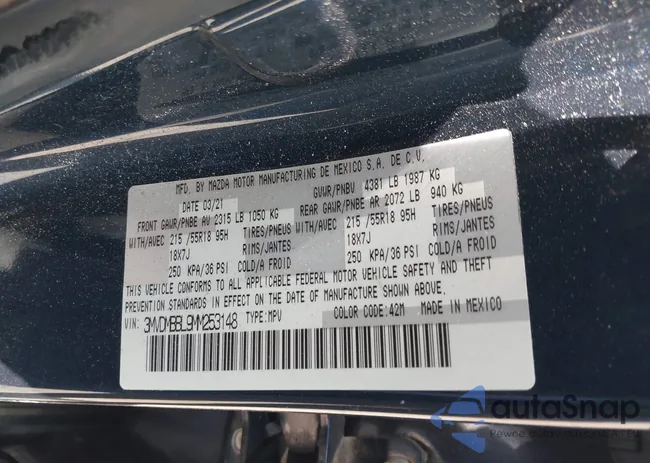 MFD. BY MAZDA MOTOR MANUFACTURING DE MEXICO S.A. DE C.V.
DATE 03/21 GVWR/PNBV 4381 LB 1987 KG
FRONT GAWR/PNBE AV 2315 LB 1050 KG REAR GAWR/PNBE AR 2072 LB 940 KG
WITH/AVEC 215 /55R18 95H TIRES/PNEUS WITH/AVEC 215 /55R18 95H TIRES/PNEUS
18X7J RIMS/JANTES 18X7J RIMS/JANTES
250 KPA/36 PSI COLD/A FROID 250 KPA/36 PSI COLD/A FROID
THIS VEHICLE CONFORMS TO ALL APPLICABLE FEDERAL MOTOR VEHICLE SAFETY AND THEFT
PREVENTION STANDARDS IN EFFECT ON THE DATE OF MANUFACTURE SHOWN ABOVE.
VIN: 3MVDMBBL9MM253148 TYPE: MPV COLOR CODE: 42M MADE IN MEXICO
autaSnap
Pewne